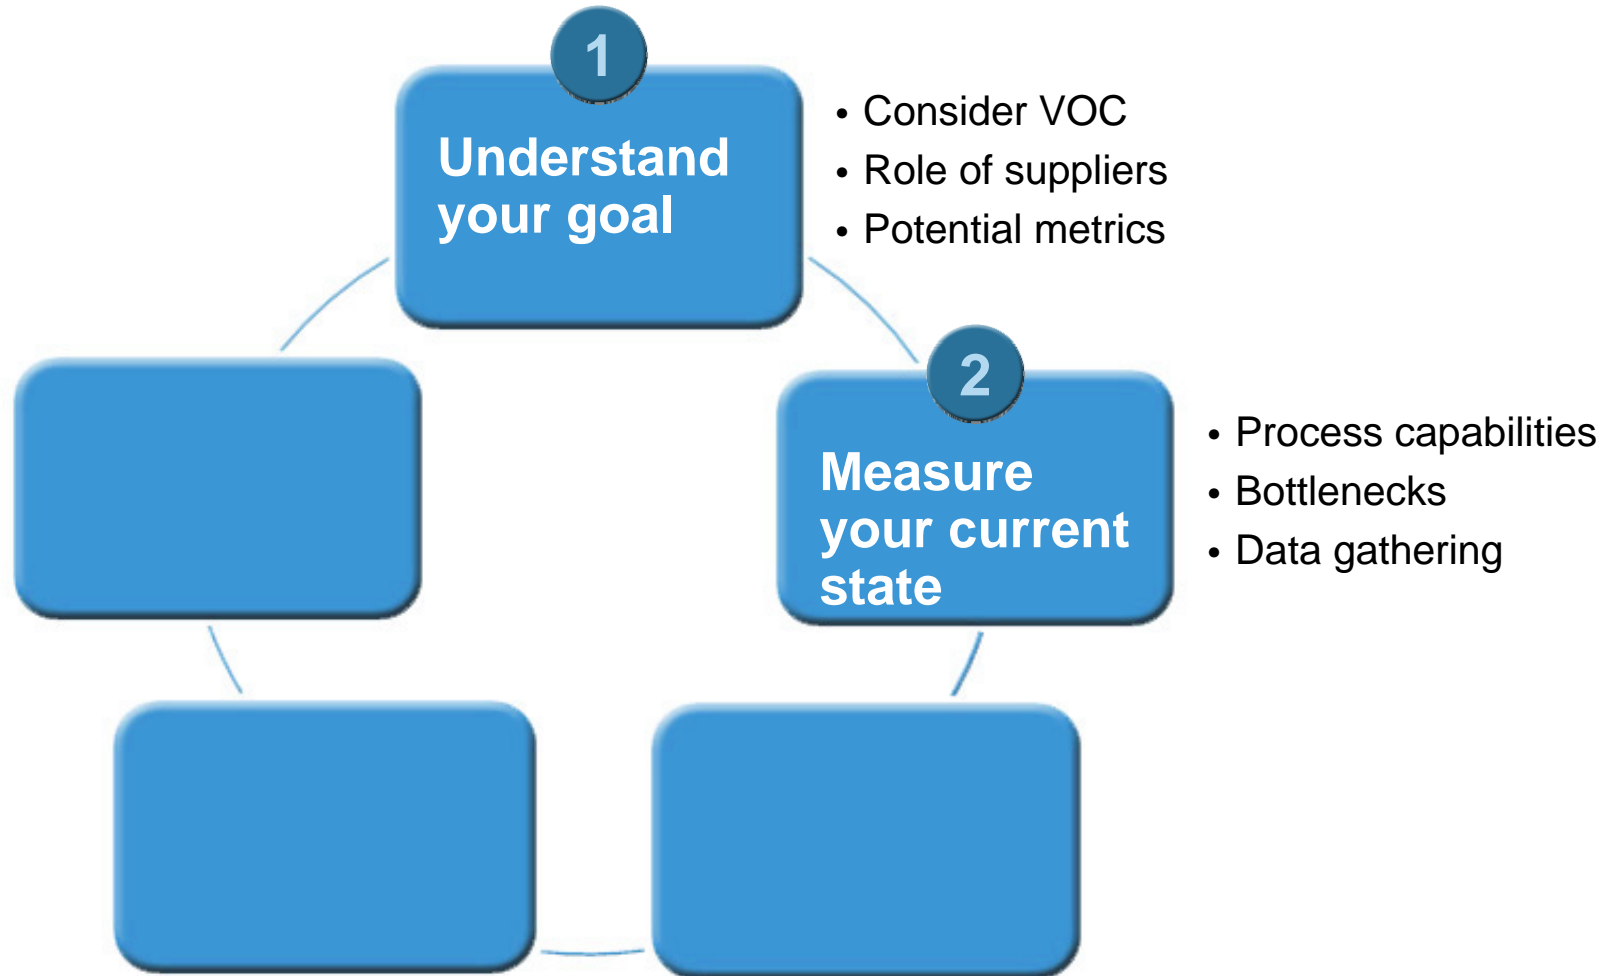 1
Understand
your goal
• Consider VOC
• Role of suppliers
• Potential metrics
2
Measure
your current
state
• Process capabilities
• Bottlenecks
• Data gathering